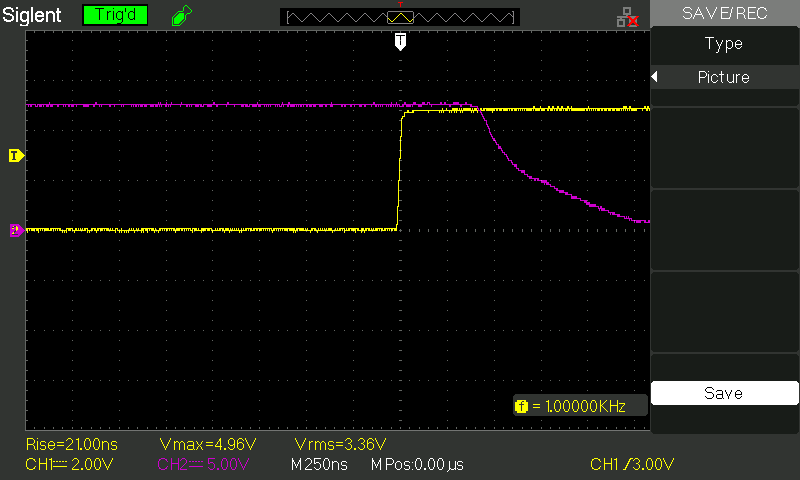 Siglent Trig'd SAVE/REC
T
Type
T
Picture
T
f = 1.00000KHz
Save
Rise=21.00ns Vmax=4.96V Vrms=3.36V
CH1 2.00V CH2 5.00V M250ns M Pos:0.00μs CH1 3.00V